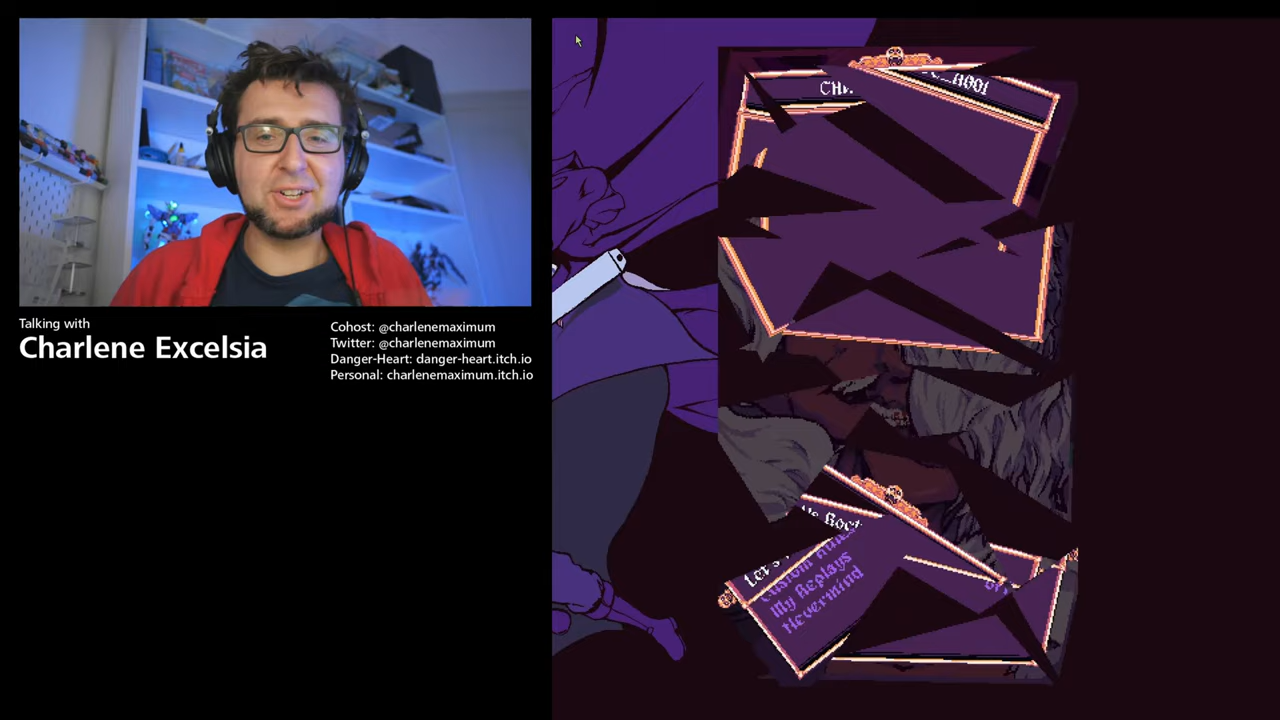 Talking with
Charlene Excelsia
Cohost: @charlenemaximum
Twitter: @charlenemaximum
Danger-Heart: danger-heart.itch.io
Personal: charlenemaximum.itch.io
My Replays
Nevermind